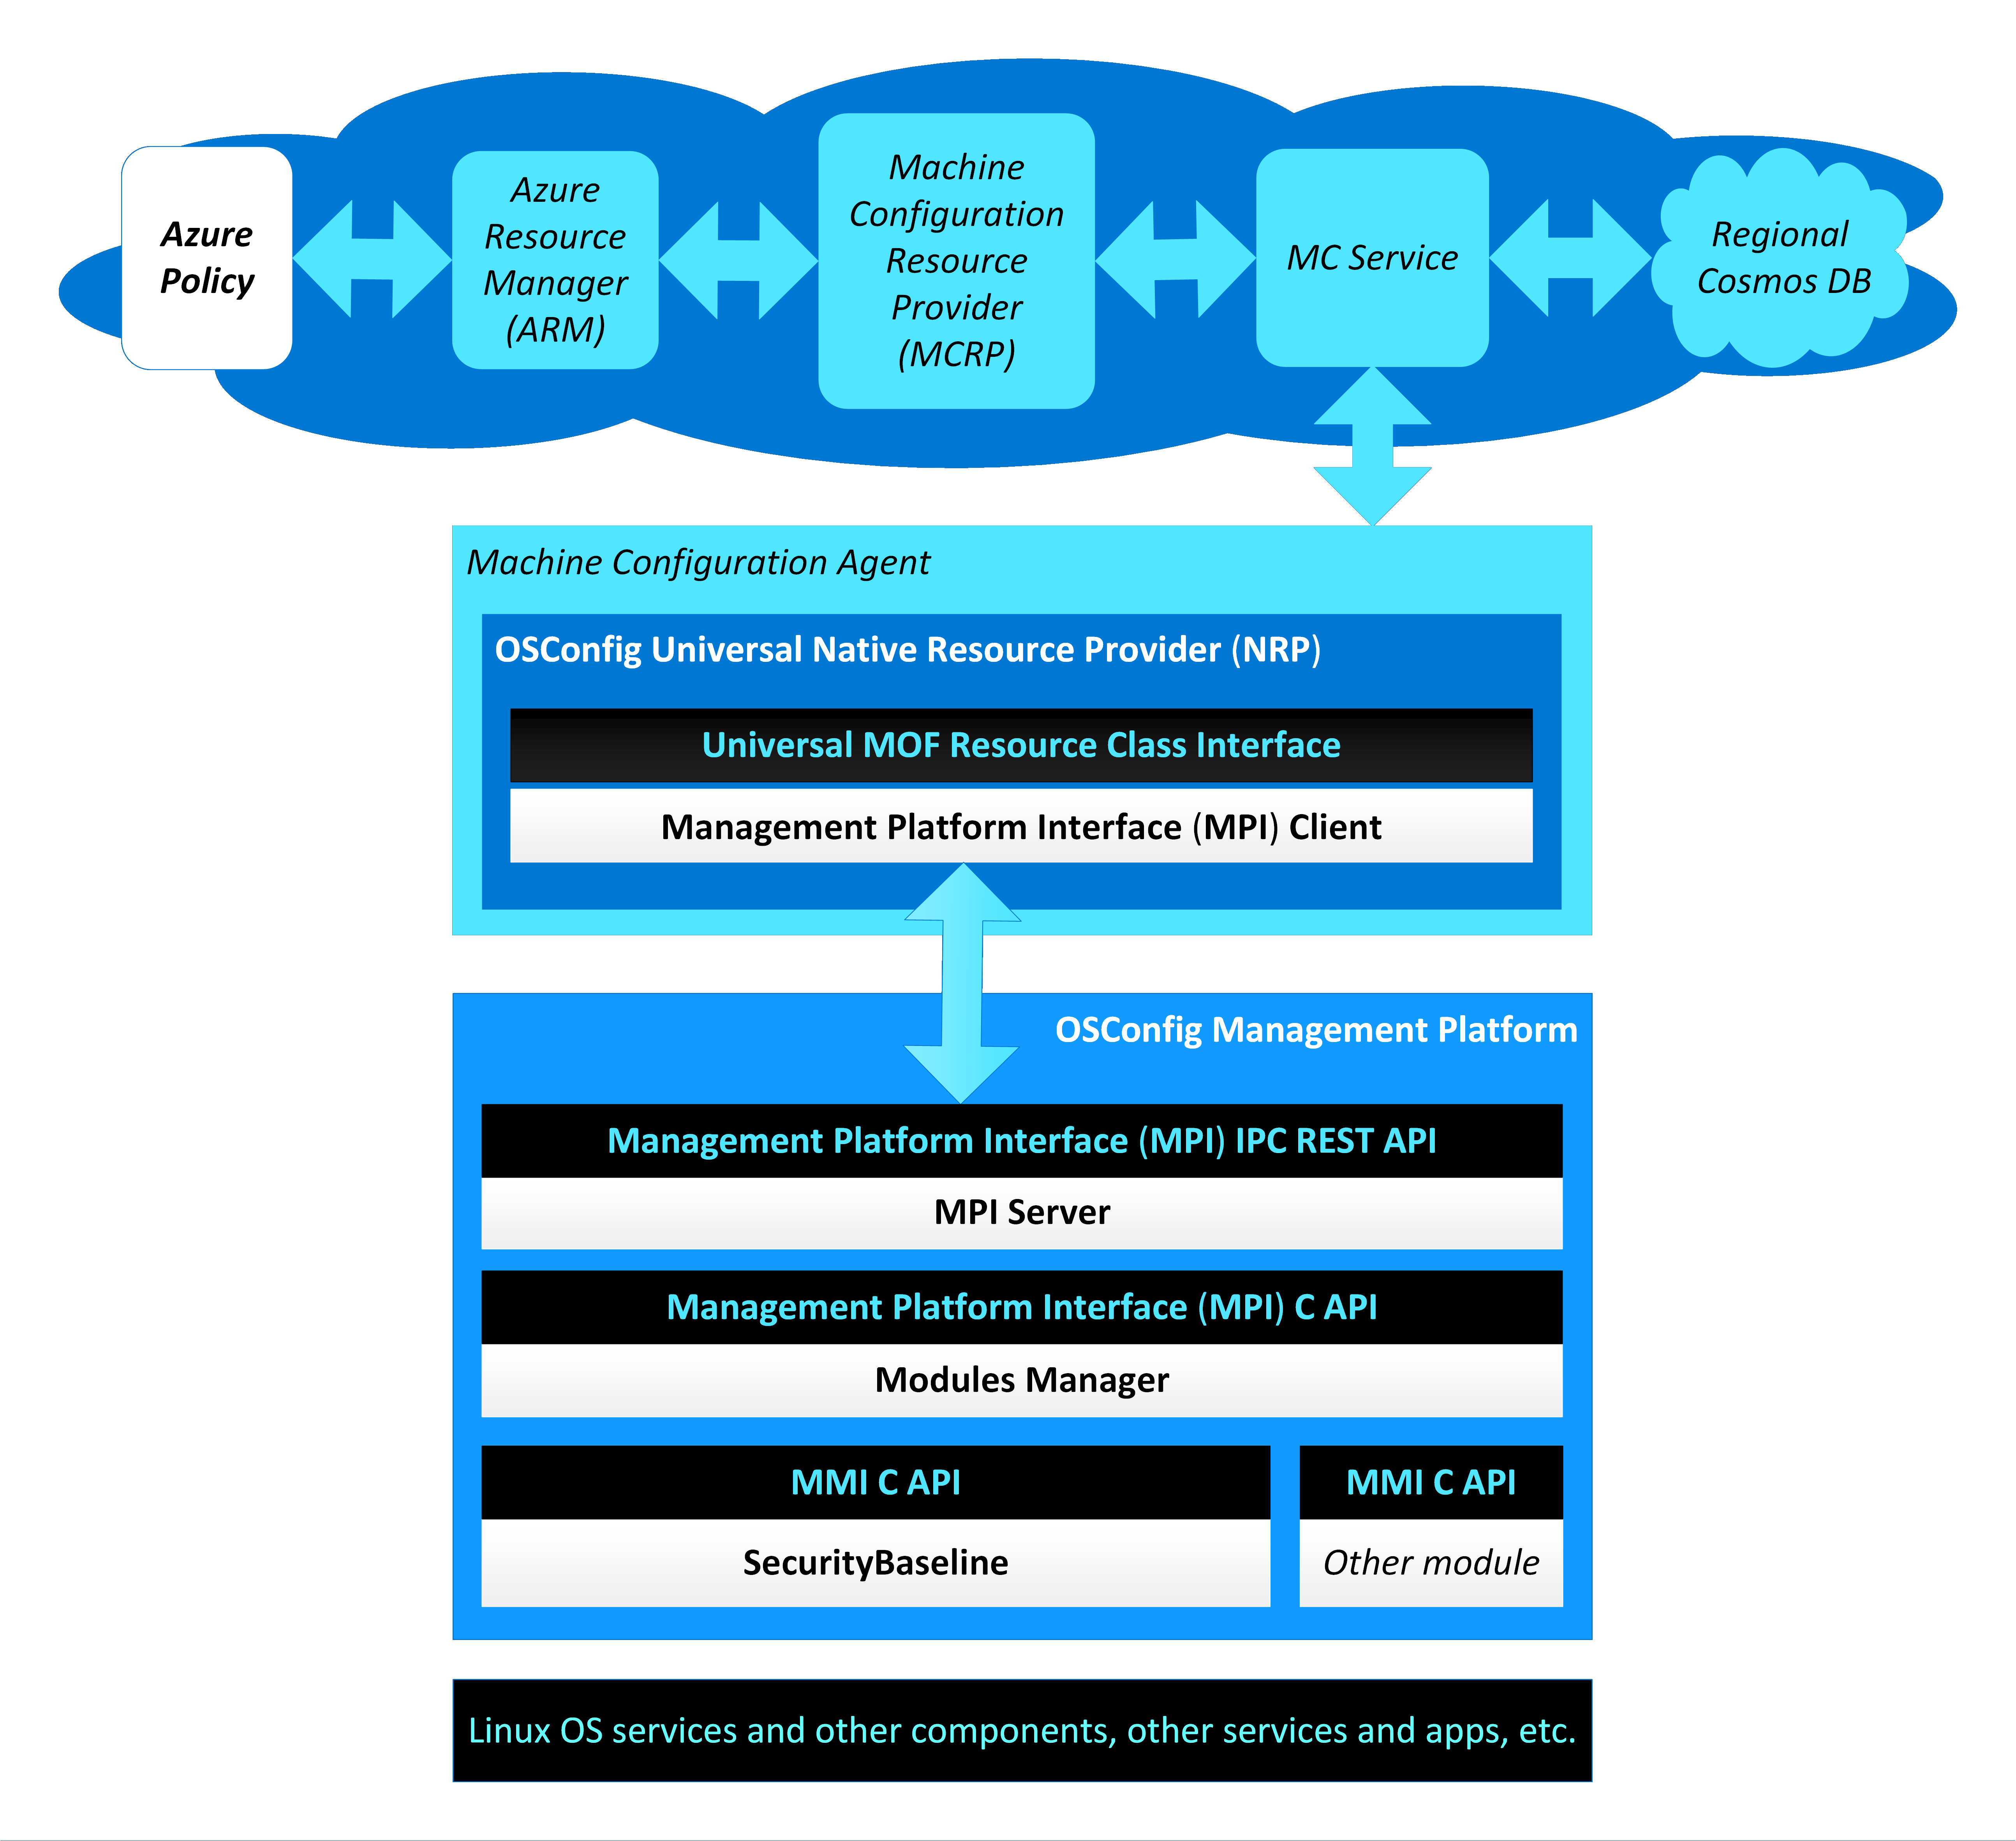 Azure
Policy
Azure
Resource
Manager
(ARM)
Machine
Configuration
Resource
Provider
(MCRP)
MC Service
Regional
Cosmos DB
Machine Configuration Agent
OSConfig Universal Native Resource Provider (NRP)
Universal MOF Resource Class Interface
Management Platform Interface (MPI) Client
OSConfig Management Platform
Management Platform Interface (MPI) IPC REST API
MPI Server
Management Platform Interface (MPI) C API
Modules Manager
MMI C API
SecurityBaseline
MMI C API
Other module
Linux OS services and other components, other services and apps, etc.